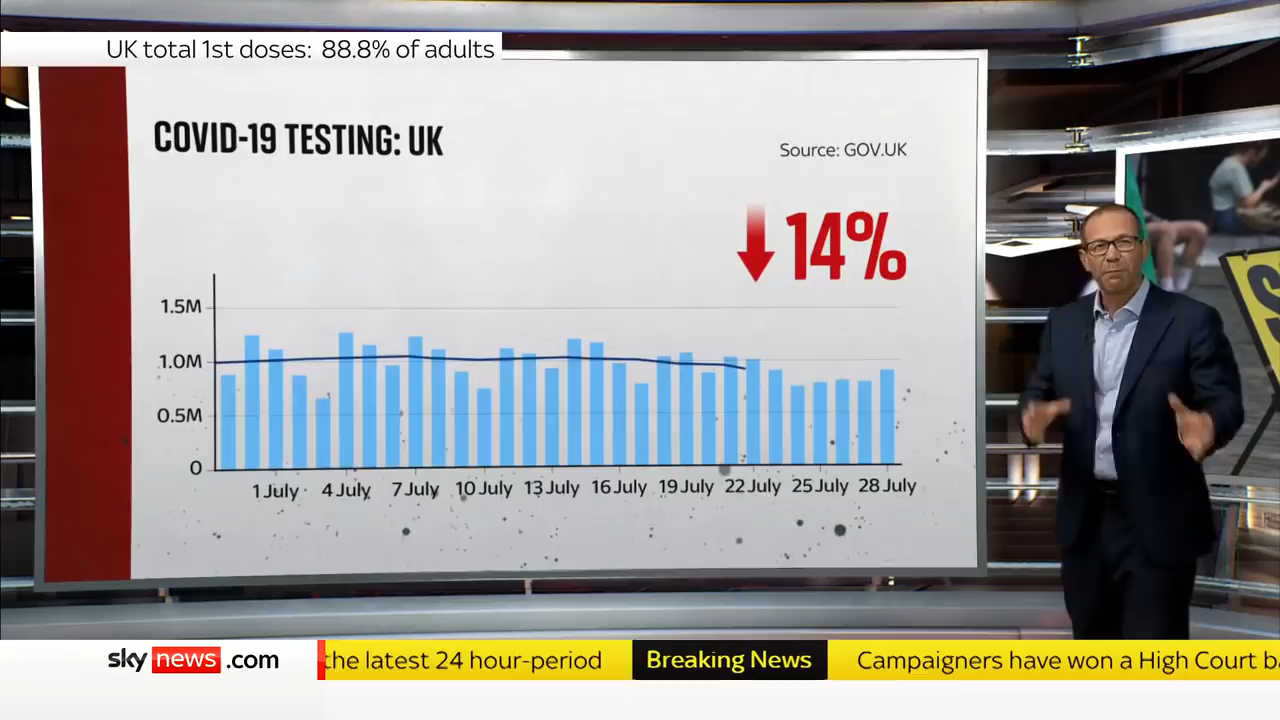 UK total 1st doses: 88.8% of adults
COVID-19 TESTING: UK
Source: GOV.UK
14%
1.5M
1.0M
0.5M
0
1 July 4 July 7 July 10 July 13 July 16 July 19 July 22 July 25 July 28 July
sky news .com
the latest 24 hour-period Breaking News Campaigners have won a High Court ba